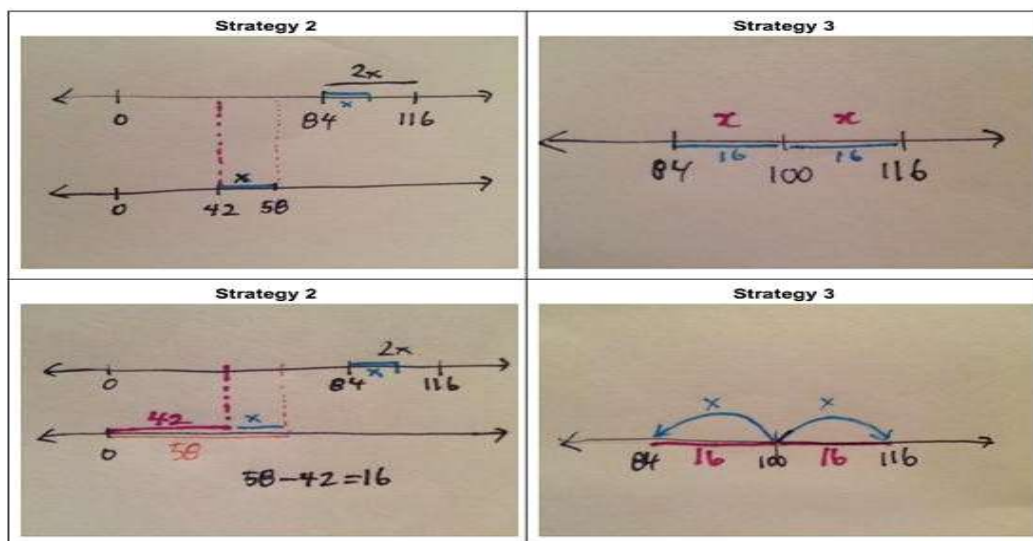 Strategy 2
2x
x
0
84
116
x
0
42
58
Strategy 3
x
x
16
16
84
100
116
Strategy 2
2x
x
0
84
116
42
x
0
58
58-42=16
Strategy 3
x
x
84
16
100
16
116